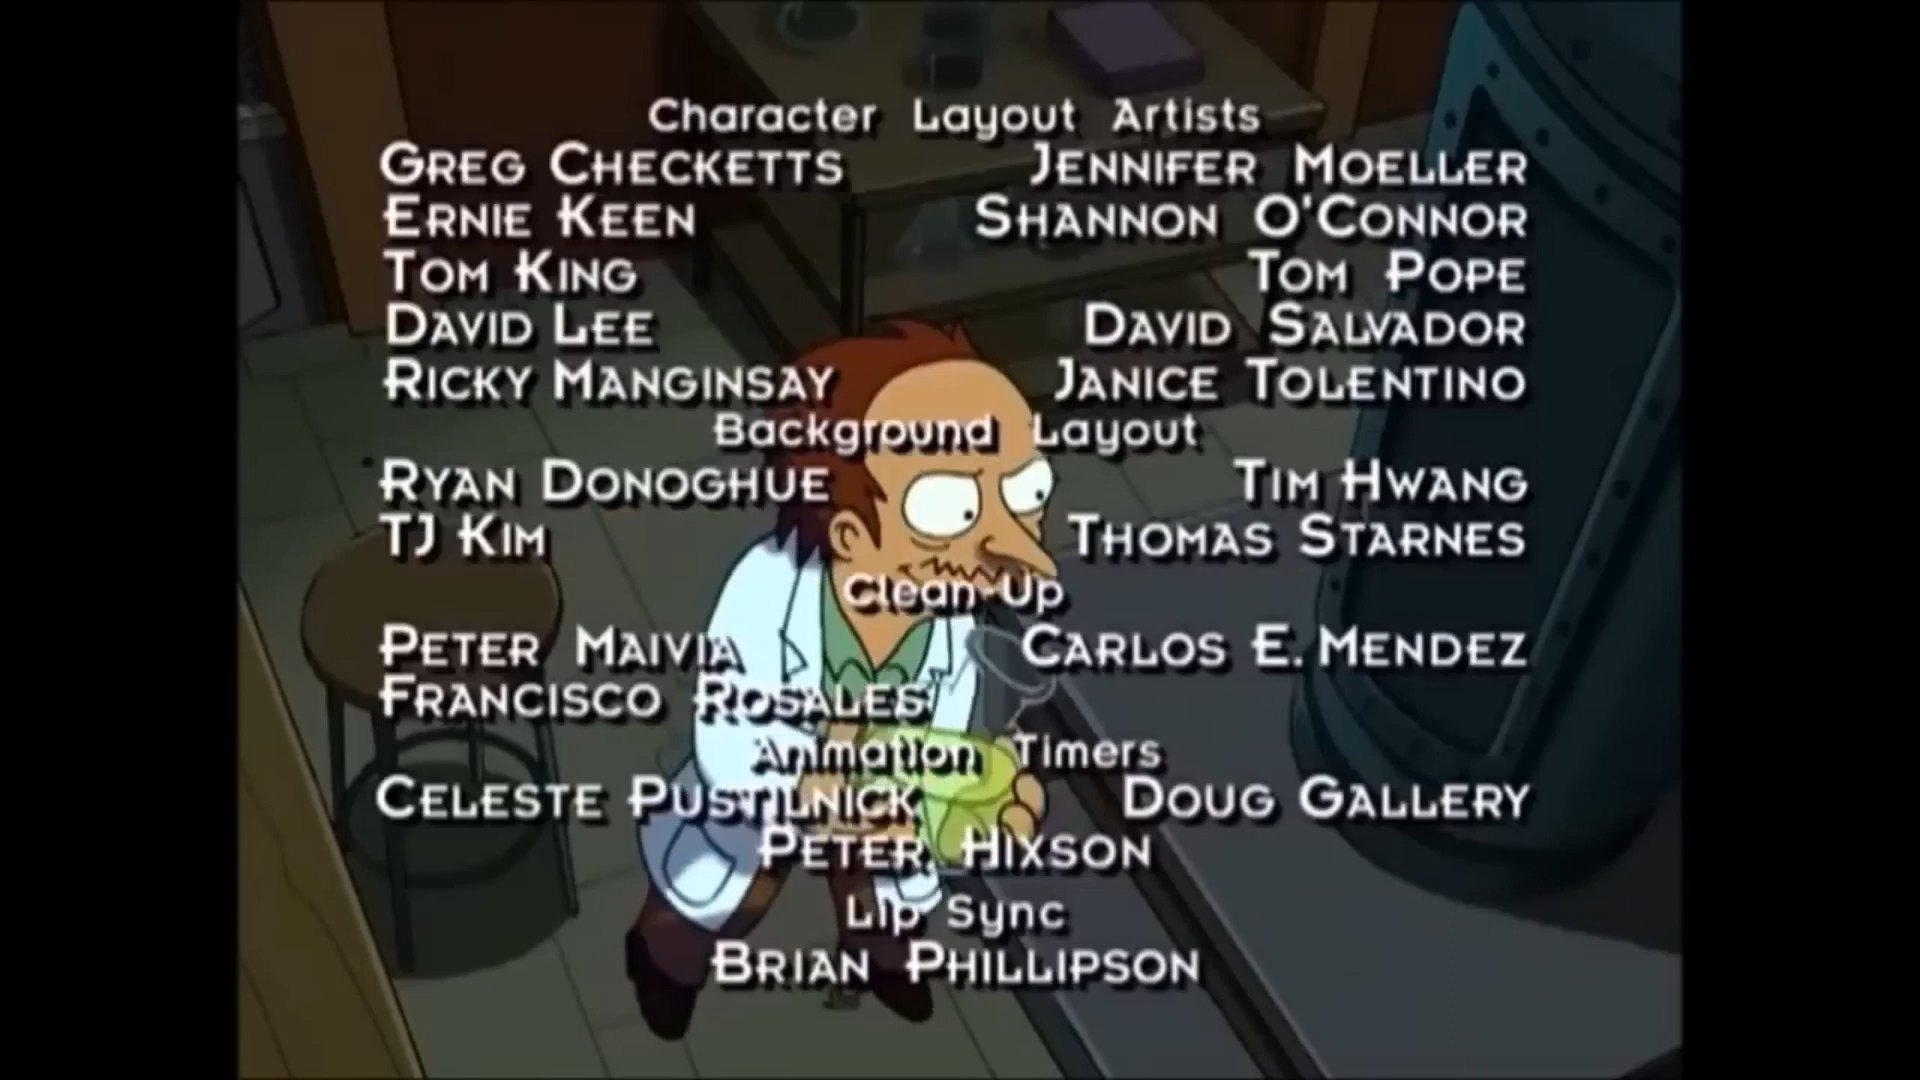 Character Layout Artists
GREG CHECKETTS JENNIFER MOELLER
ERNIE KEEN SHANNON O'CONNOR
TOM KING TOM POPE
DAVID LEE DAVID SALVADOR
RICKY MANGINSAY JANICE TOLENTINO
Background Layout
RYAN DONOGHUE TIM HWANG
TJ KIM THOMAS STARNES
Clean-Up
PETER MAIVIA CARLOS E. MENDEZ
FRANCISCO ROSALES
Animation Timers
CELESTE PUSTILNICK DOUG GALLERY
PETER HIXSON
Lip Sync
BRIAN PHILLIPSON